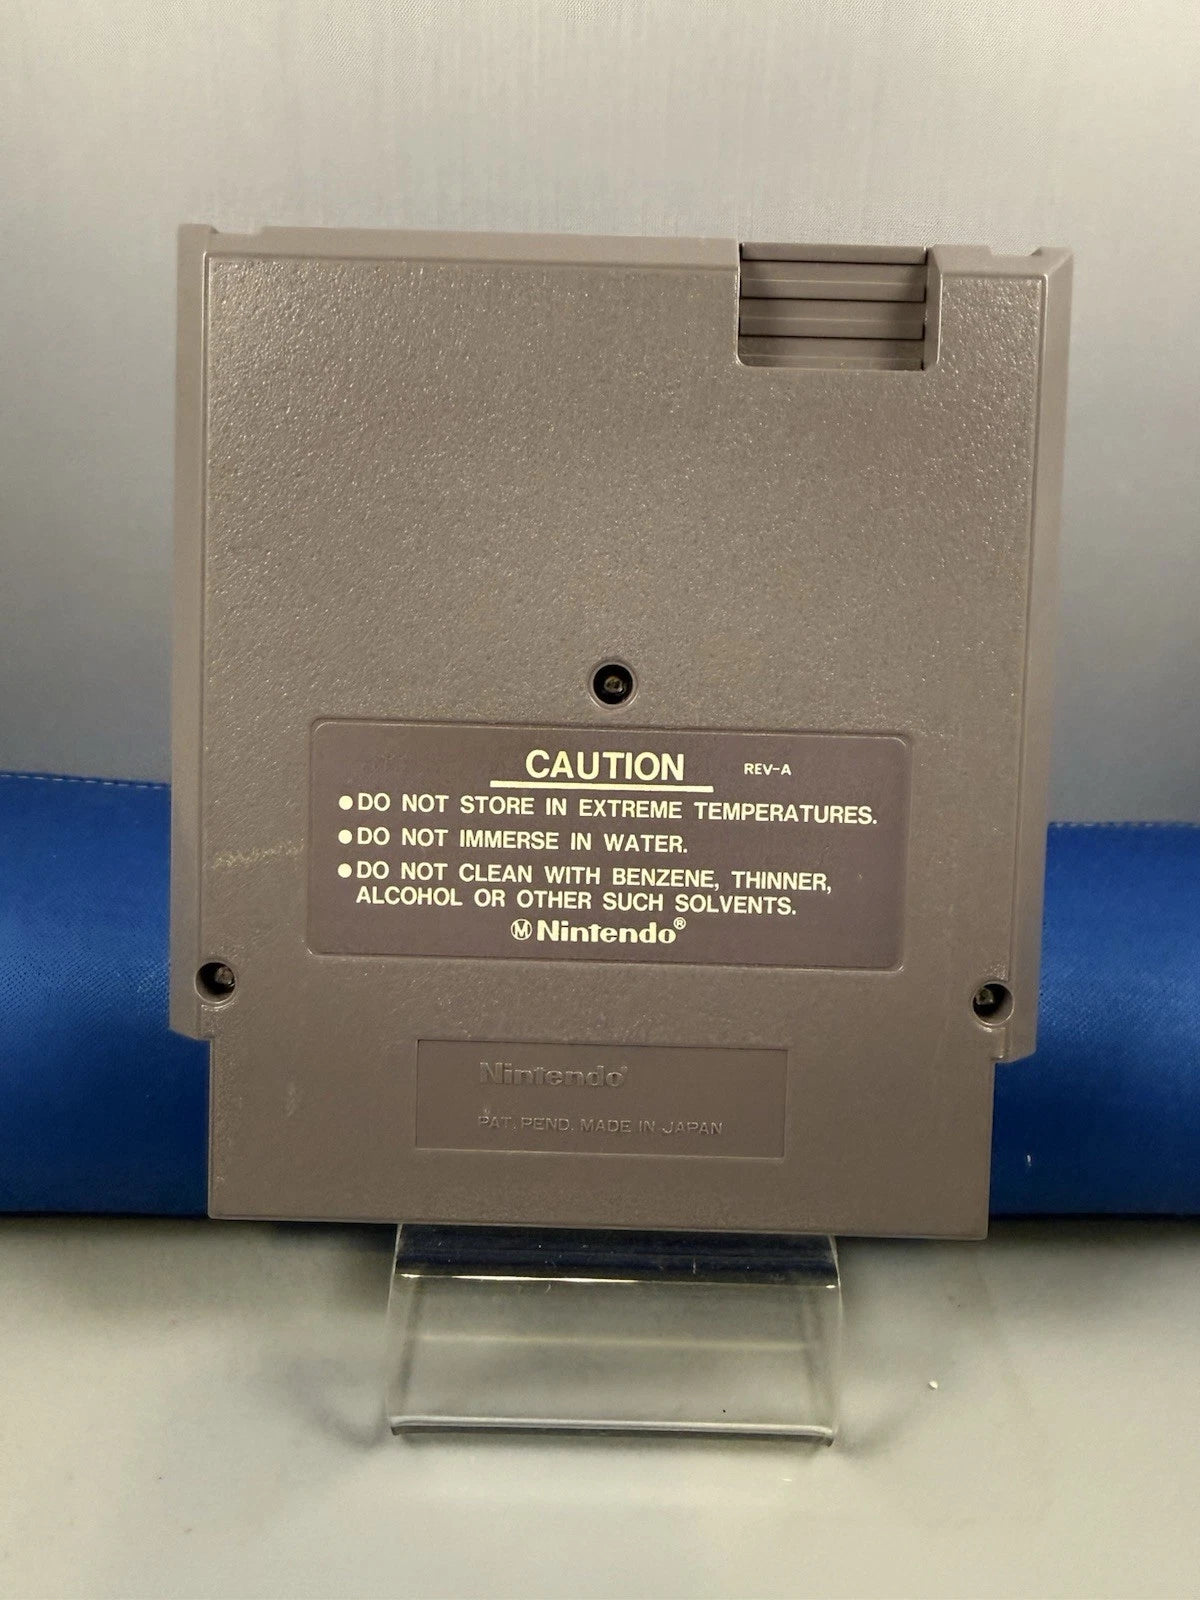 CAUTION REV-A
●DO NOT STORE IN EXTREME TEMPERATURES.
●DO NOT IMMERSE IN WATER.
●DO NOT CLEAN WITH BENZENE, THINNER,
ALCOHOL OR OTHER SUCH SOLVENTS.
Ⓜ Nintendo®
Nintendo®
PAT. PEND. MADE IN JAPAN